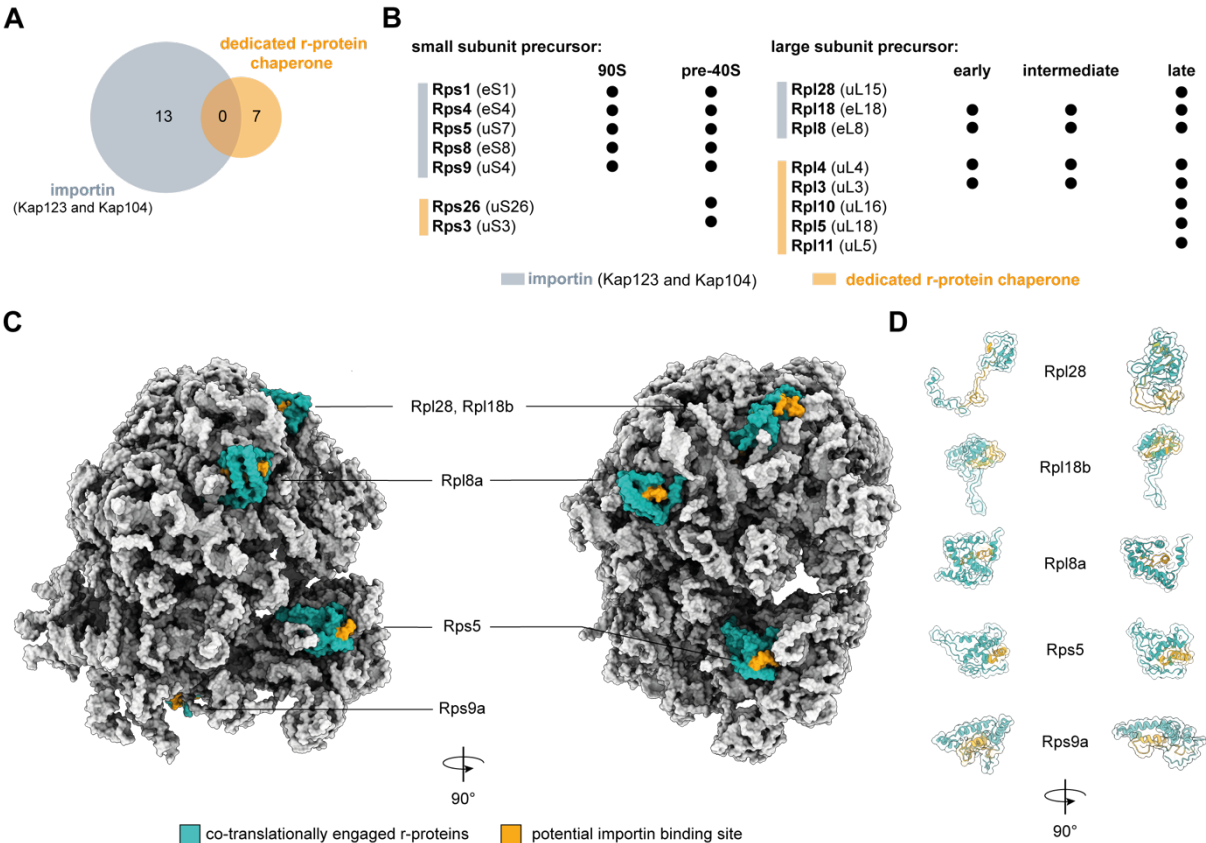 A
dedicated r-protein
chaperone
13
0
7
importin
(Kap123 and Kap104)
B
small subunit precursor:
90S
pre-40S
Rps1 (eS1)
Rps4 (eS4)
Rps5 (uS7)
Rps8 (eS8)
Rps9 (uS4)
Rps26 (uS26)
Rps3 (uS3)
large subunit precursor:
early
intermediate
late
Rpl28 (uL15)
Rpl18 (eL18)
Rpl8 (eL8)
Rpl4 (uL4)
Rpl3 (uL3)
Rpl10 (uL16)
Rpl5 (uL18)
Rpl11 (uL5)
importin (Kap123 and Kap104)
dedicated r-protein chaperone
C
Rpl28, Rpl18b
Rpl8a
Rps5
Rps9a
90°
co-translationally engaged r-proteins
potential importin binding site
D
Rpl28
Rpl18b
Rpl8a
Rps5
Rps9a
90°